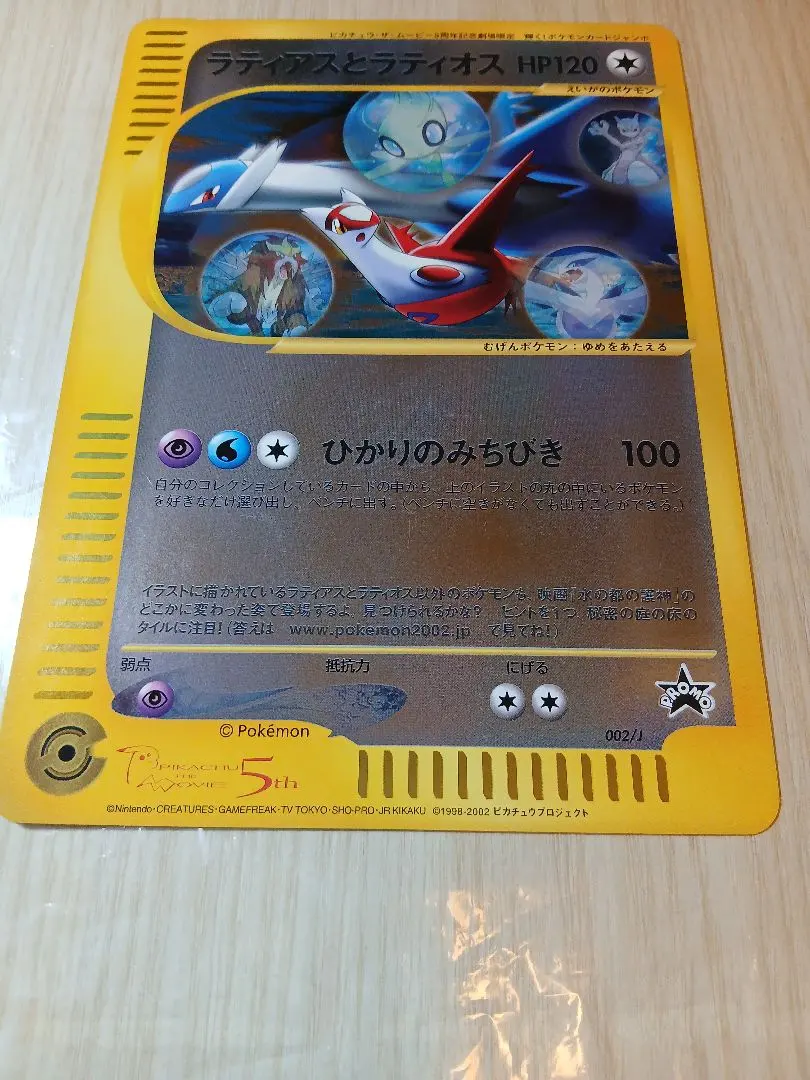 ピカチュウ・ザ・ムービー5周年記念劇場限定 輝く!ポケモンカードジャンボ
ラティアスとラティオス HP120
えいがのポケモン
むげんポケモン:ゆめをあたえる
ひかりのみちびき 100
自分のコレクションしているカードの中から、上のイラストの丸の中にいるポケモン
を好きなだけ選び出し、ベンチに出す。(ベンチに空きがなくても出すことができる。)
イラストに描かれているラティアスとラティオス以外のポケモンも、映画「水の都の護神」の
どこかに変わった姿で登場するよ。見つけられるかな? ヒントを1つ。秘密の庭の床の
タイルに注目!(答えは www.pokemon2002.jp で見てね!)
弱点 抵抗力 にげる
PROMO
002/J
© Pokémon
PIKACHU THE MOVIE 5th
©Nintendo・CREATURES・GAMEFREAK・TV TOKYO・SHO-PRO・JR KIKAKU ©1998-2002 ピカチュウプロジェクト